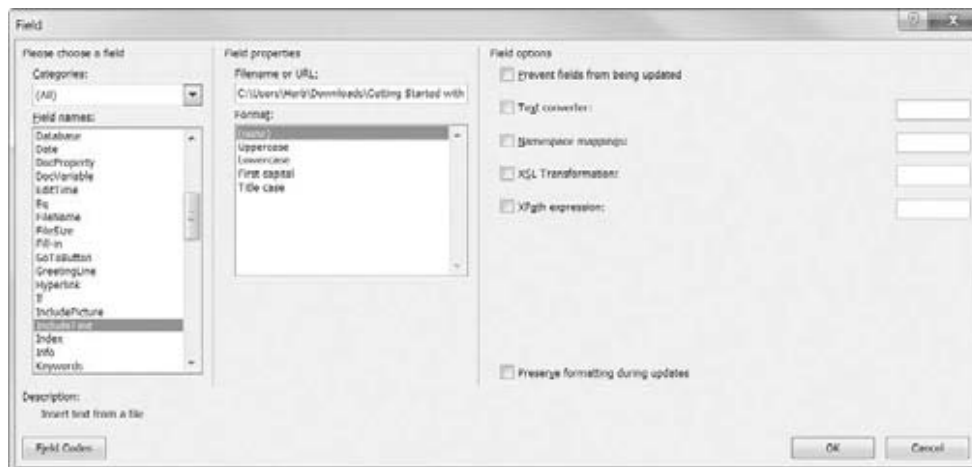 Field
Please choose a field
Categories:
(All)
Field names:
Database
Date
DocProperty
DocVariable
EditTime
Eq
FileName
FileSize
Fill-in
GoToButton
GreetingLine
Hyperlink
If
IncludePicture
IncludeText
Index
Info
Keywords
Description:
Insert text from a file
Field Codes
Field properties
Filename or URL:
C:\Users\Herb\Downloads\Getting Started with
Format:
(none)
Uppercase
Lowercase
First capital
Title case
Field options
Prevent fields from being updated
Text converter:
Namespace mappings:
XSL Transformation:
XPath expression:
Preserve formatting during updates
OK
Cancel